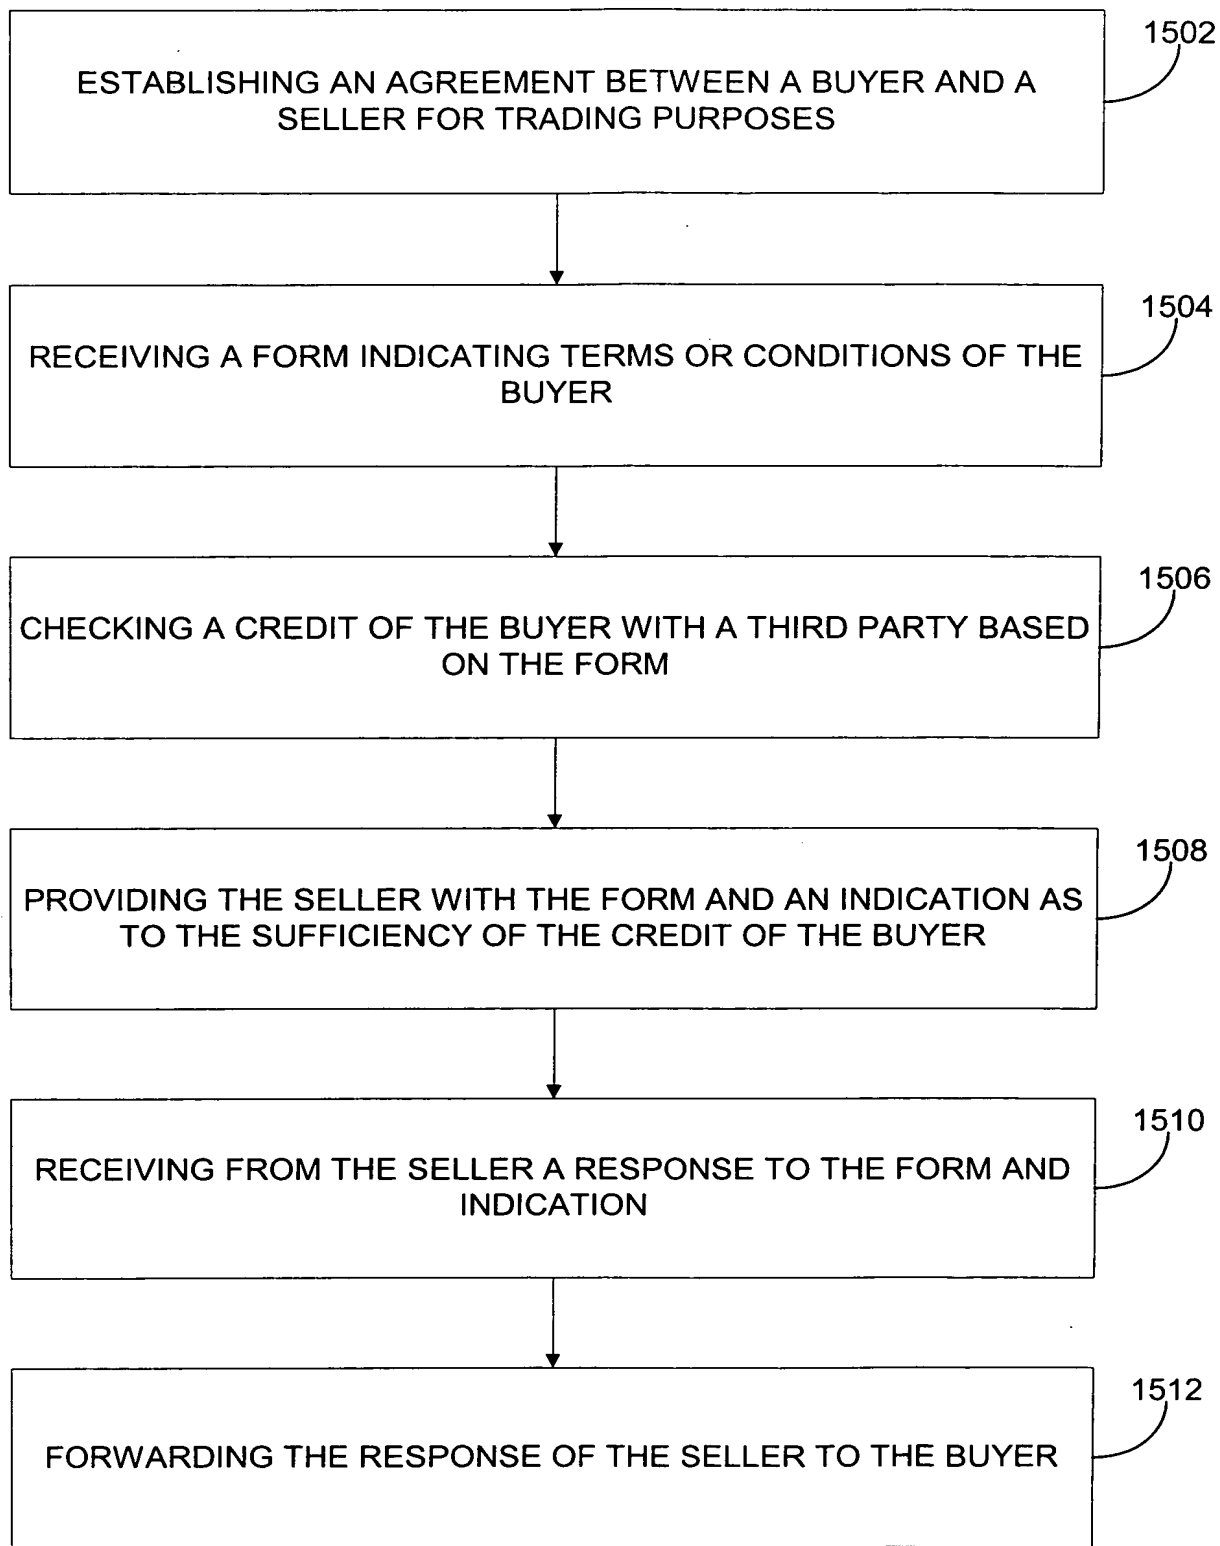 1502
ESTABLISHING AN AGREEMENT BETWEEN A BUYER AND A
SELLER FOR TRADING PURPOSES
1504
RECEIVING A FORM INDICATING TERMS OR CONDITIONS OF THE
BUYER
1506
CHECKING A CREDIT OF THE BUYER WITH A THIRD PARTY BASED
ON THE FORM
1508
PROVIDING THE SELLER WITH THE FORM AND AN INDICATION AS
TO THE SUFFICIENCY OF THE CREDIT OF THE BUYER
1510
RECEIVING FROM THE SELLER A RESPONSE TO THE FORM AND
INDICATION
1512
FORWARDING THE RESPONSE OF THE SELLER TO THE BUYER